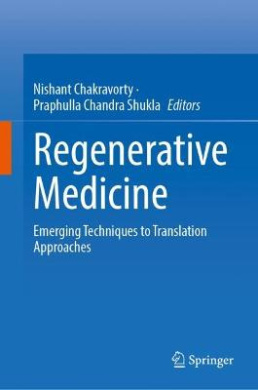 Nishant Chakravorty ·
Praphulla Chandra Shukla Editors
Regenerative
Medicine
Emerging Techniques to Translation
Approaches
Springer